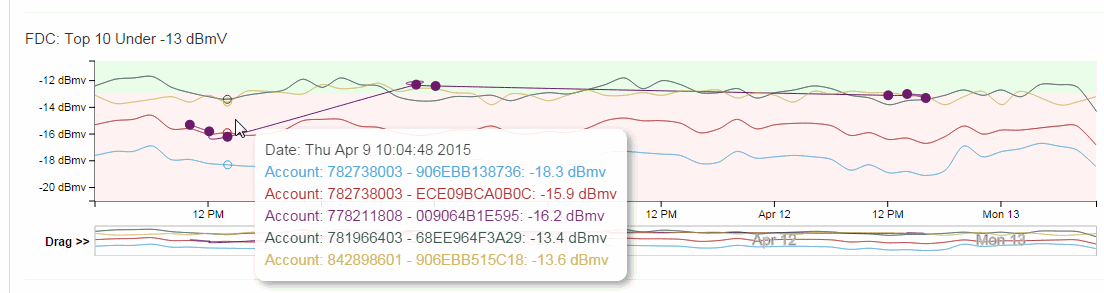 FDC: Top 10 Under -13 dBmV
-12 dBmv
-14 dBmv
-16 dBmv
-18 dBmv
-20 dBmv
Date: Thu Apr 9 10:04:48 2015
Account: 782738003 - 906EBB138736: -18.3 dBmv
Account: 782738003 - ECE09BCA0B0C: -15.9 dBmv
Account: 778211808 - 009064B1E595: -16.2 dBmv
Account: 781966403 - 68EE964F3A29: -13.4 dBmv
Account: 842898601 - 906EBB515C18: -13.6 dBmv
12 PM
12 PM
Apr 12
12 PM
Mon 13
Drag >>
Apr 12
Mon 13